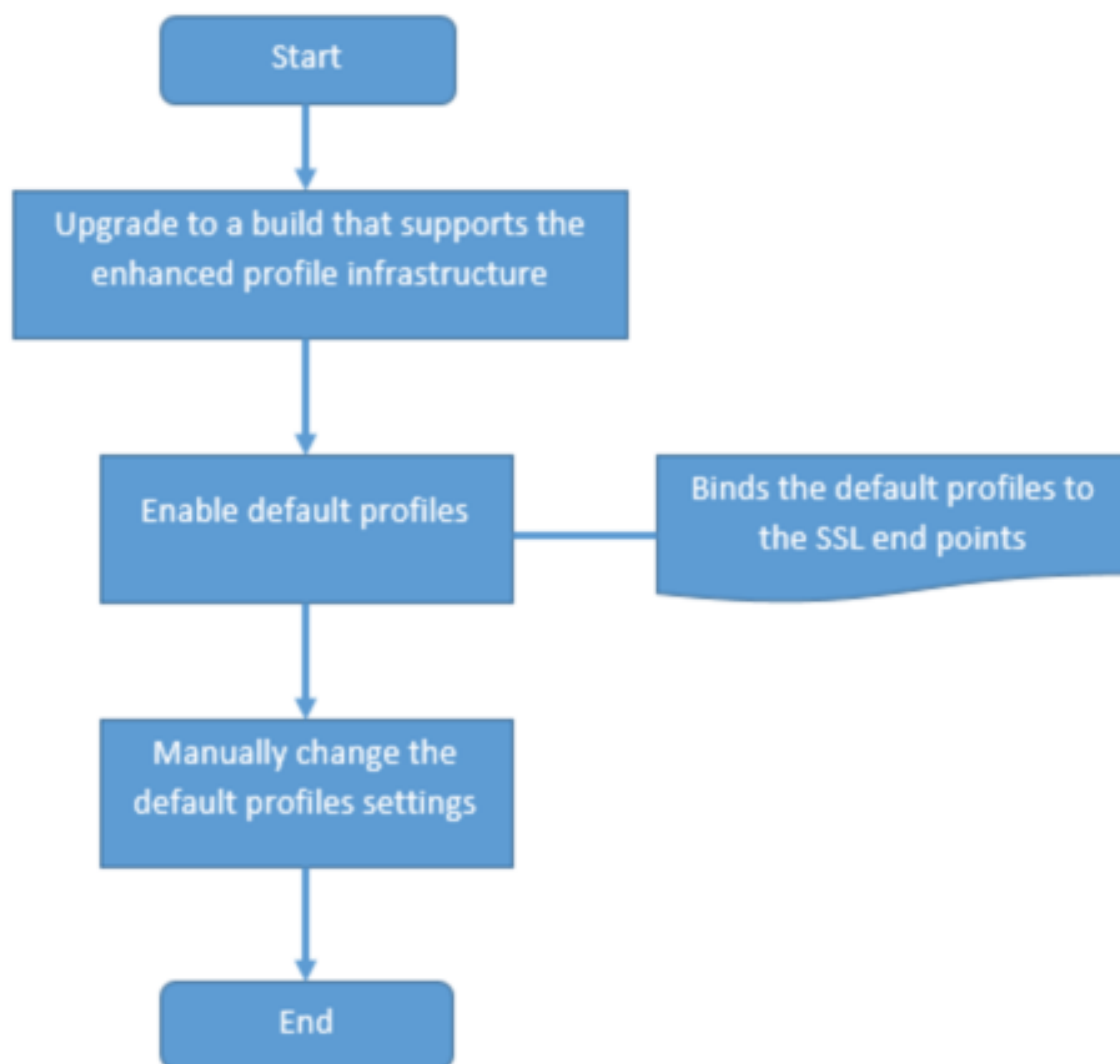 Start
Upgrade to a build that supports the
enhanced profile infrastructure
Enable default profiles
Binds the default profiles to
the SSL end points
Manually change the
default profiles settings
End